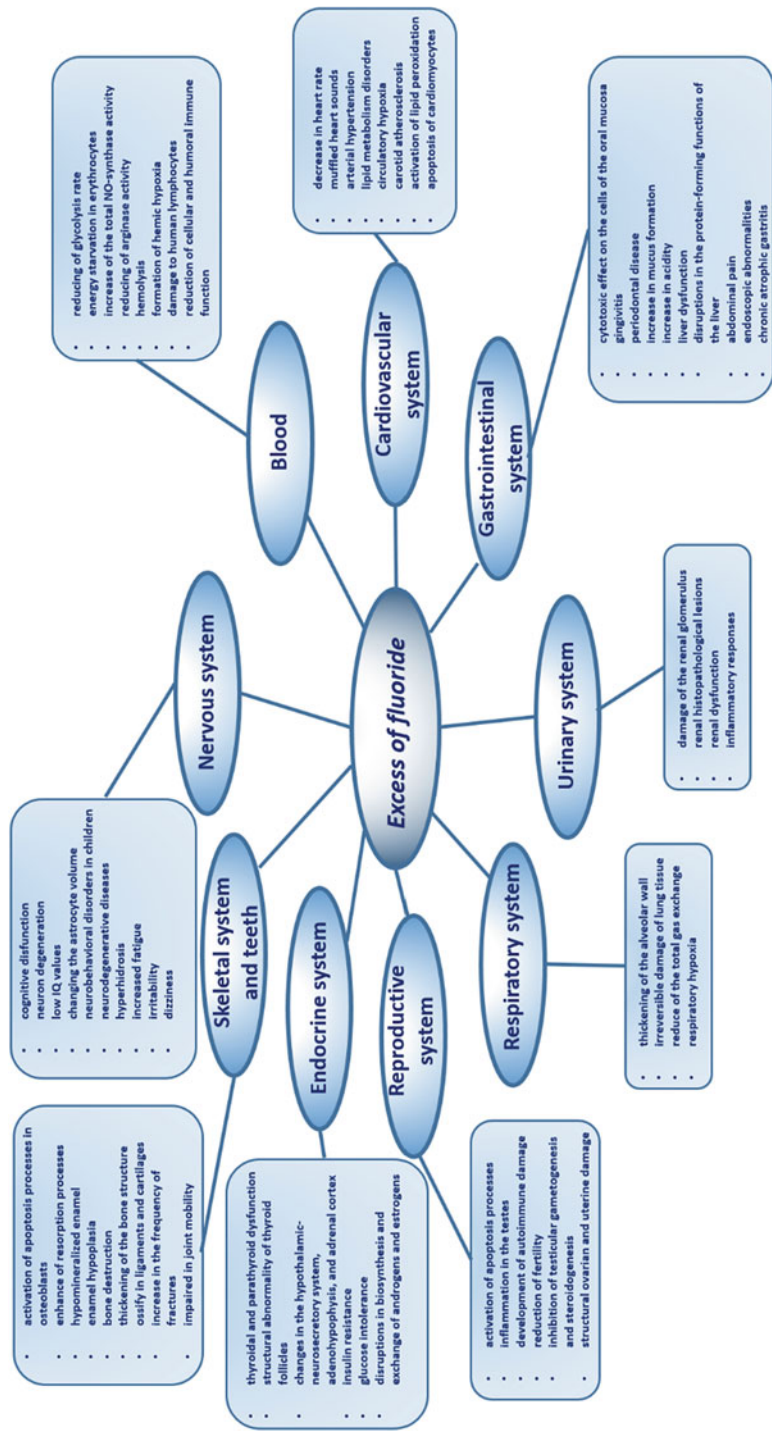 Excess of fluoride
Blood
• reducing of glycolysis rate
• energy starvation in erythrocytes
• increase of the total NO-synthase activity
• reducing of arginase activity
• hemolysis
• formation of hemic hypoxia
• damage to human lymphocytes
• reduction of cellular and humoral immune
function
Cardiovascular
system
• decrease in heart rate
• muffled heart sounds
• arterial hypertension
• lipid metabolism disorders
• circulatory hypoxia
• carotid atherosclerosis
• activation of lipid peroxidation
• apoptosis of cardiomyocytes
Gastrointestinal
system
• cytotoxic effect on the cells of the oral mucosa
• gingivitis
• periodontal disease
• increase in mucus formation
• increase in acidity
• liver dysfunction
• disruptions in the protein-forming functions of
the liver
• abdominal pain
• endoscopic abnormalities
• chronic atrophic gastritis
Urinary system
• damage of the renal glomerulus
• renal histopathological lesions
• renal dysfunction
• inflammatory responses
Respiratory system
• thickening of the alveolar wall
• irreversible damage of lung tissue
• reduce of the total gas exchange
• respiratory hypoxia
Reproductive
system
• activation of apoptosis processes
• inflammation in the testes
• development of autoimmune damage
• reduction of fertility
• inhibition of testicular gametogenesis
and steroidogenesis
• structural ovarian and uterine damage
Endocrine system
• thyroidal and parathyroid dysfunction
• structural abnormality of thyroid
follicles
• changes in the hypothalamic-
neurosecretory system,
adenohypophysis, and adrenal cortex
• insulin resistance
• glucose intolerance
• disruptions in biosynthesis and
exchange of androgens and estrogens
Skeletal system
and teeth
• activation of apoptosis processes in
osteoblasts
• enhance of resorption processes
• hypomineralized enamel
• enamel hypoplasia
• bone destruction
• thickening of the bone structure
• ossify in ligaments and cartilages
• increase in the frequency of
fractures
• impaired in joint mobility
Nervous system
• cognitive disfunction
• neuron degeneration
• low IQ values
• changing the astrocyte volume
• neurobehavioral disorders in children
• neurodegenerative diseases
• hyperhidrosis
• increased fatigue
• irritability
• dizziness